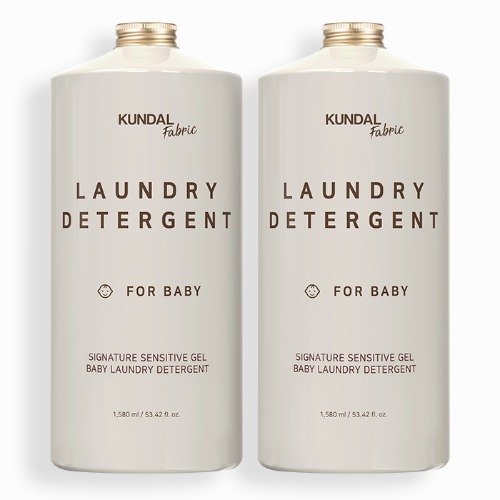 KUNDAL
Fabric
LAUNDRY
DETERGENT
FOR BABY
SIGNATURE SENSITIVE GEL
BABY LAUNDRY DETERGENT
1,580 ml / 53.42 fl. oz.
KUNDAL
Fabric
LAUNDRY
DETERGENT
FOR BABY
SIGNATURE SENSITIVE GEL
BABY LAUNDRY DETERGENT
1,580 ml / 53.42 fl. oz.